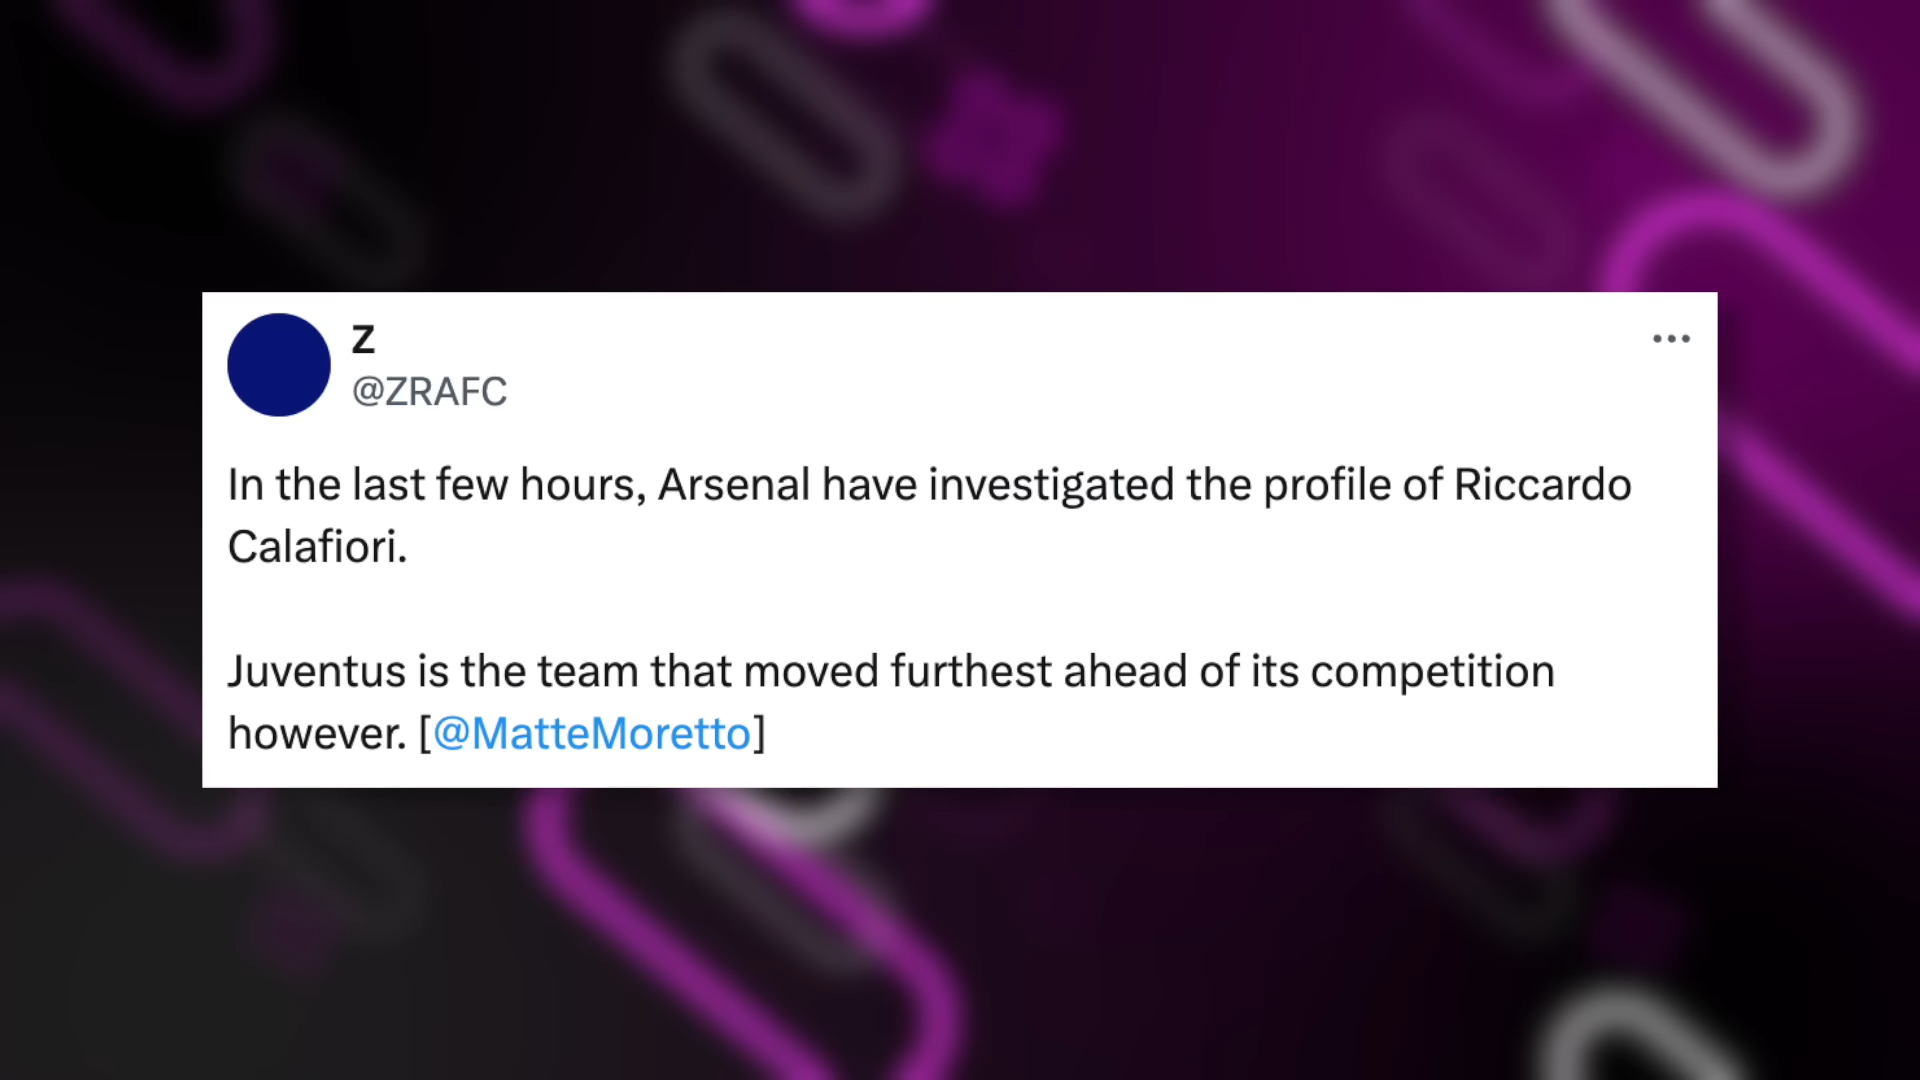 Z
@ZRAFC
In the last few hours, Arsenal have investigated the profile of Riccardo
Calafiori.
Juventus is the team that moved furthest ahead of its competition
however. [@MatteMoretto]